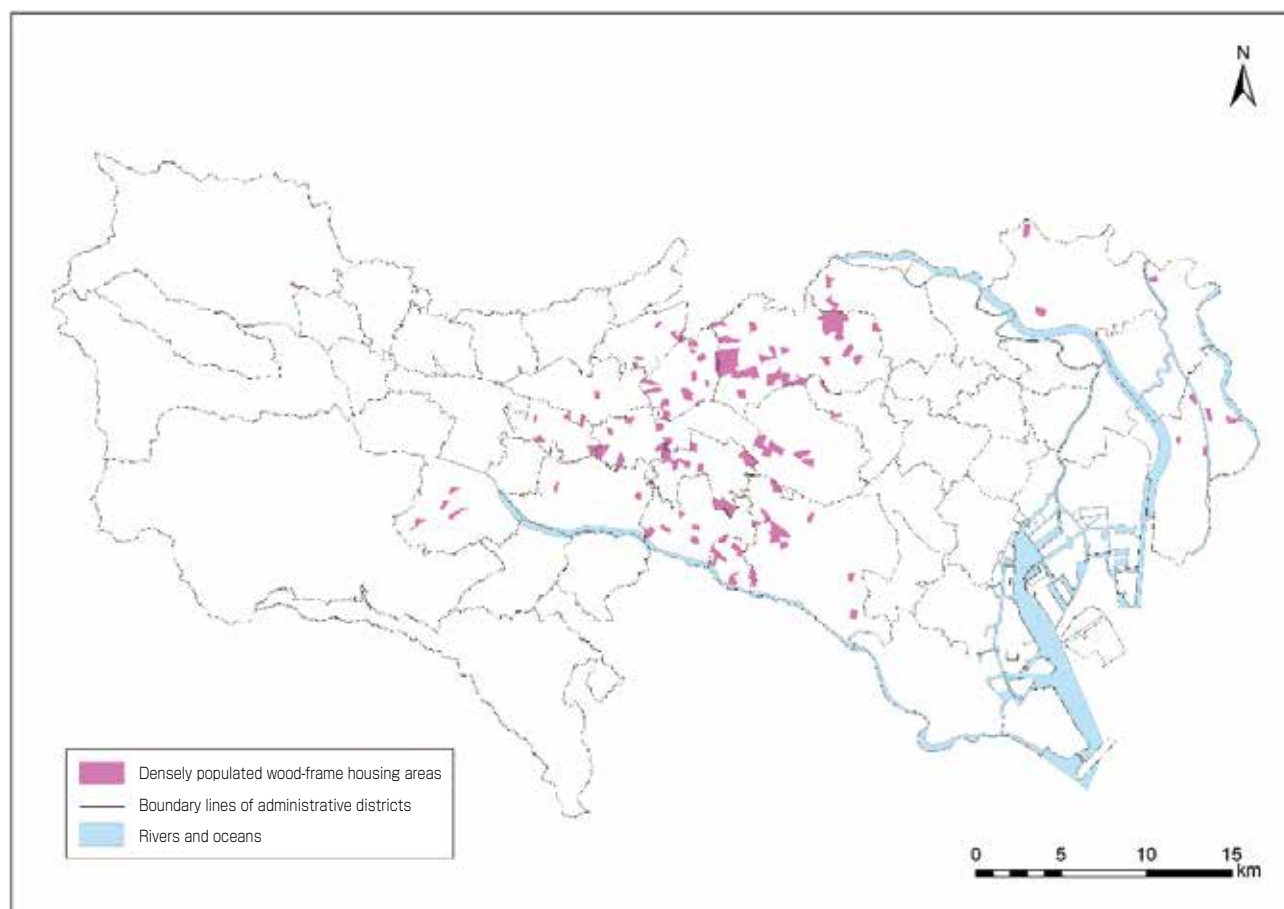 N
Densely populated wood-frame housing areas
Boundary lines of administrative districts
Rivers and oceans
0 5 10 15
km